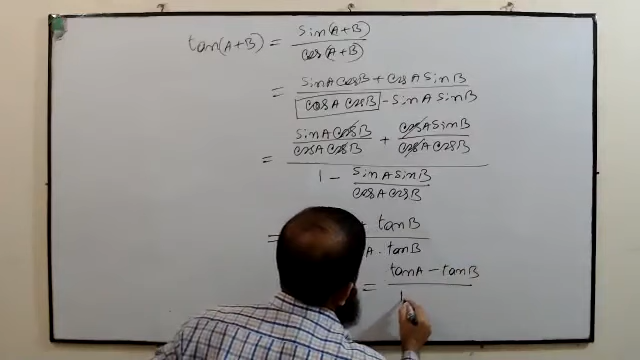 tan(A+B) = sin(A+B) / cos(A+B)
= sinA cosB + cosA sinB / cosA cosB - sinA sinB
= sinA cosB / cosA cosB + cosA sinB / cosA cosB
1 - sinA sinB / cosA cosB
= + tanB
A . tanB
= tanA - tanB
1